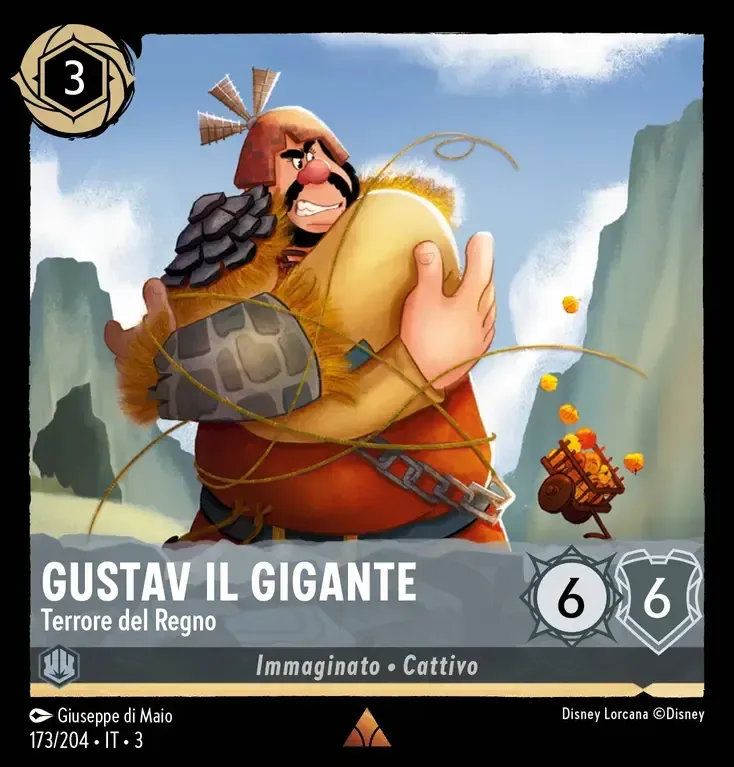 3
GUSTAV IL GIGANTE
Terrore del Regno
6
6
Immaginato • Cattivo
Giuseppe di Maio
Disney Lorcana ©Disney
173/204 • IT • 3